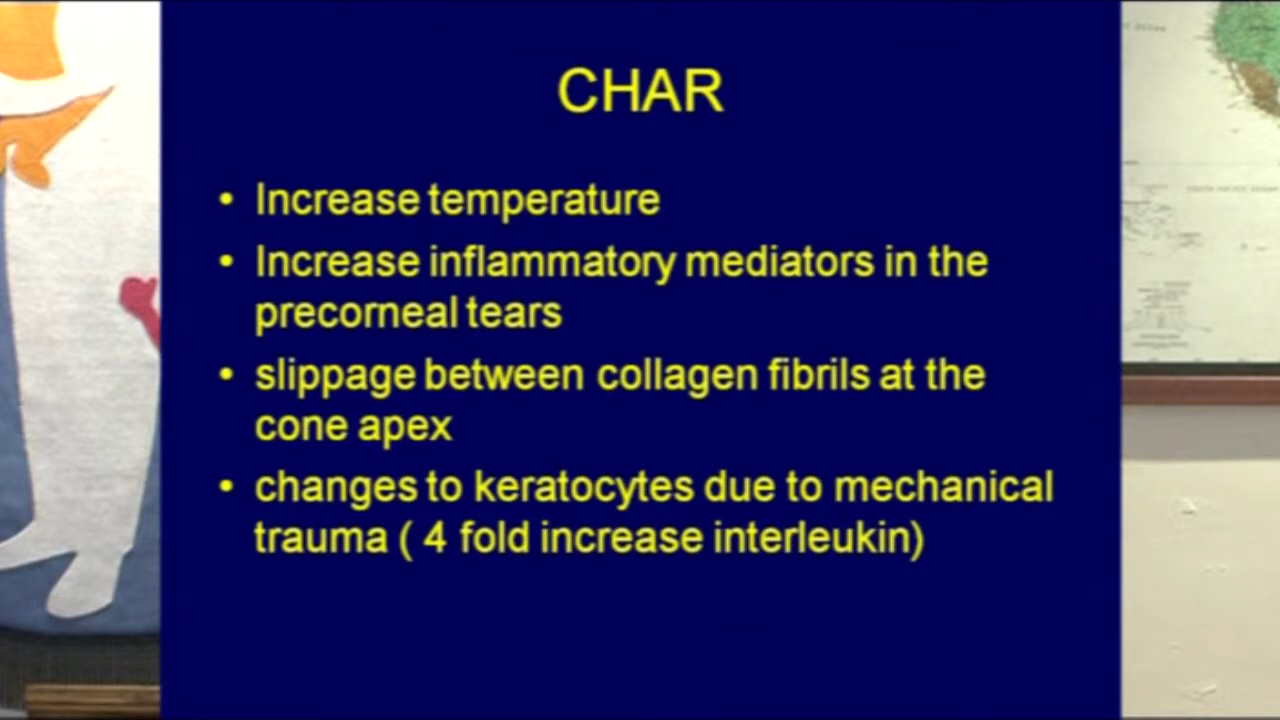 CHAR
• Increase temperature
• Increase inflammatory mediators in the
precorneal tears
• slippage between collagen fibrils at the
cone apex
• changes to keratocytes due to mechanical
trauma ( 4 fold increase interleukin)